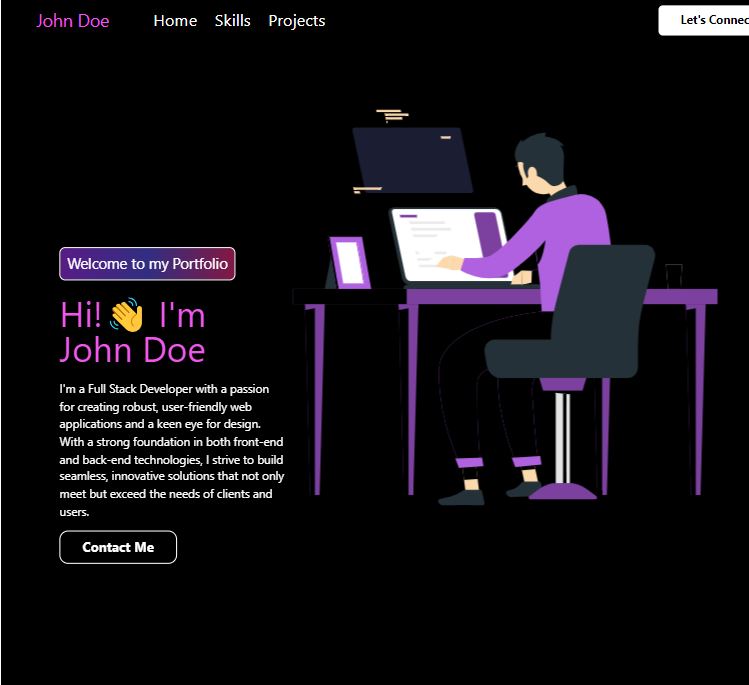 John Doe Home Skills Projects Let's Connec
Welcome to my Portfolio
Hi! 👋 I'm
John Doe
I'm a Full Stack Developer with a passion
for creating robust, user-friendly web
applications and a keen eye for design.
With a strong foundation in both front-end
and back-end technologies, I strive to build
seamless, innovative solutions that not only
meet but exceed the needs of clients and
users.
Contact Me